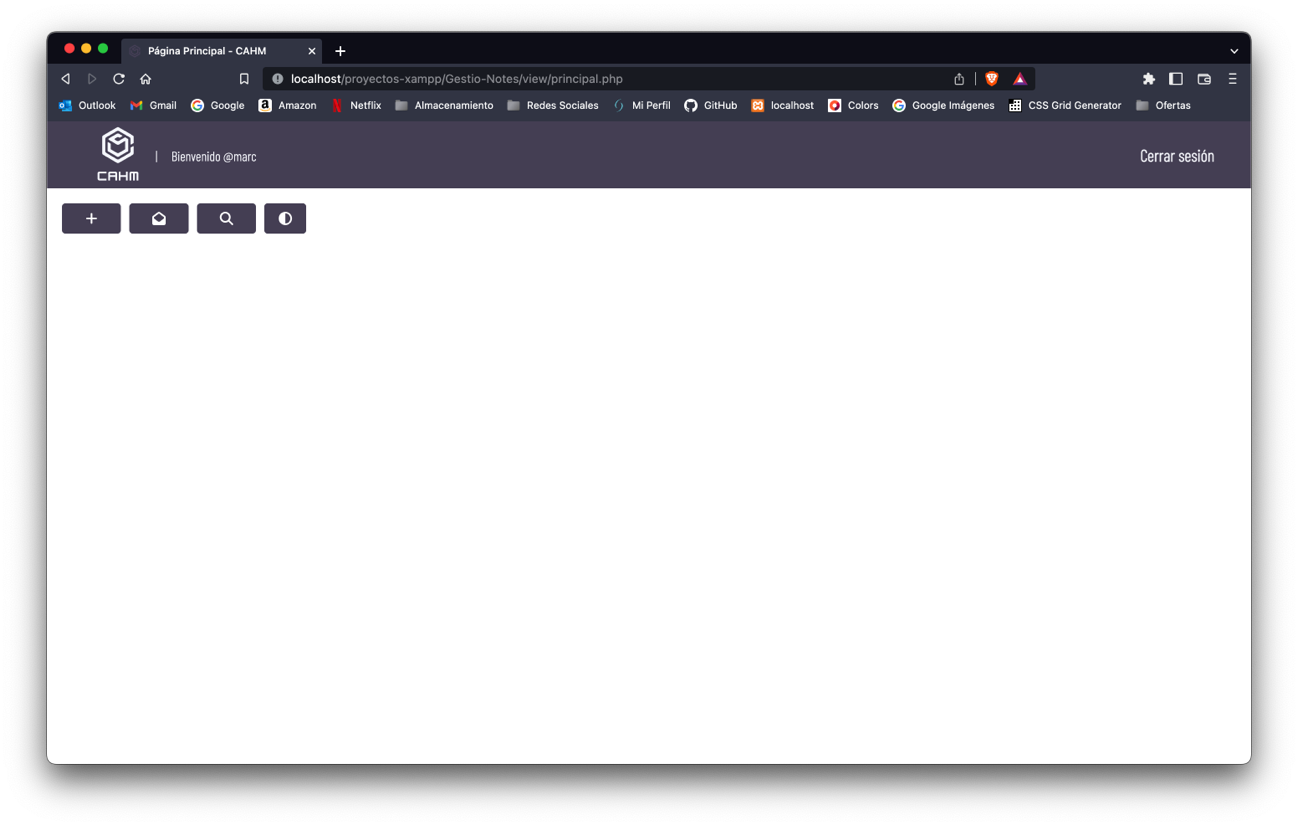 Página Principal - CAHM
localhost/proyectos-xampp/Gestio-Notes/view/principal.php
Outlook Gmail Google Amazon Netflix Almacenamiento Redes Sociales Mi Perfil GitHub localhost Colors Google Imágenes CSS Grid Generator Ofertas
CAHM | Bienvenido @marc Cerrar sesión